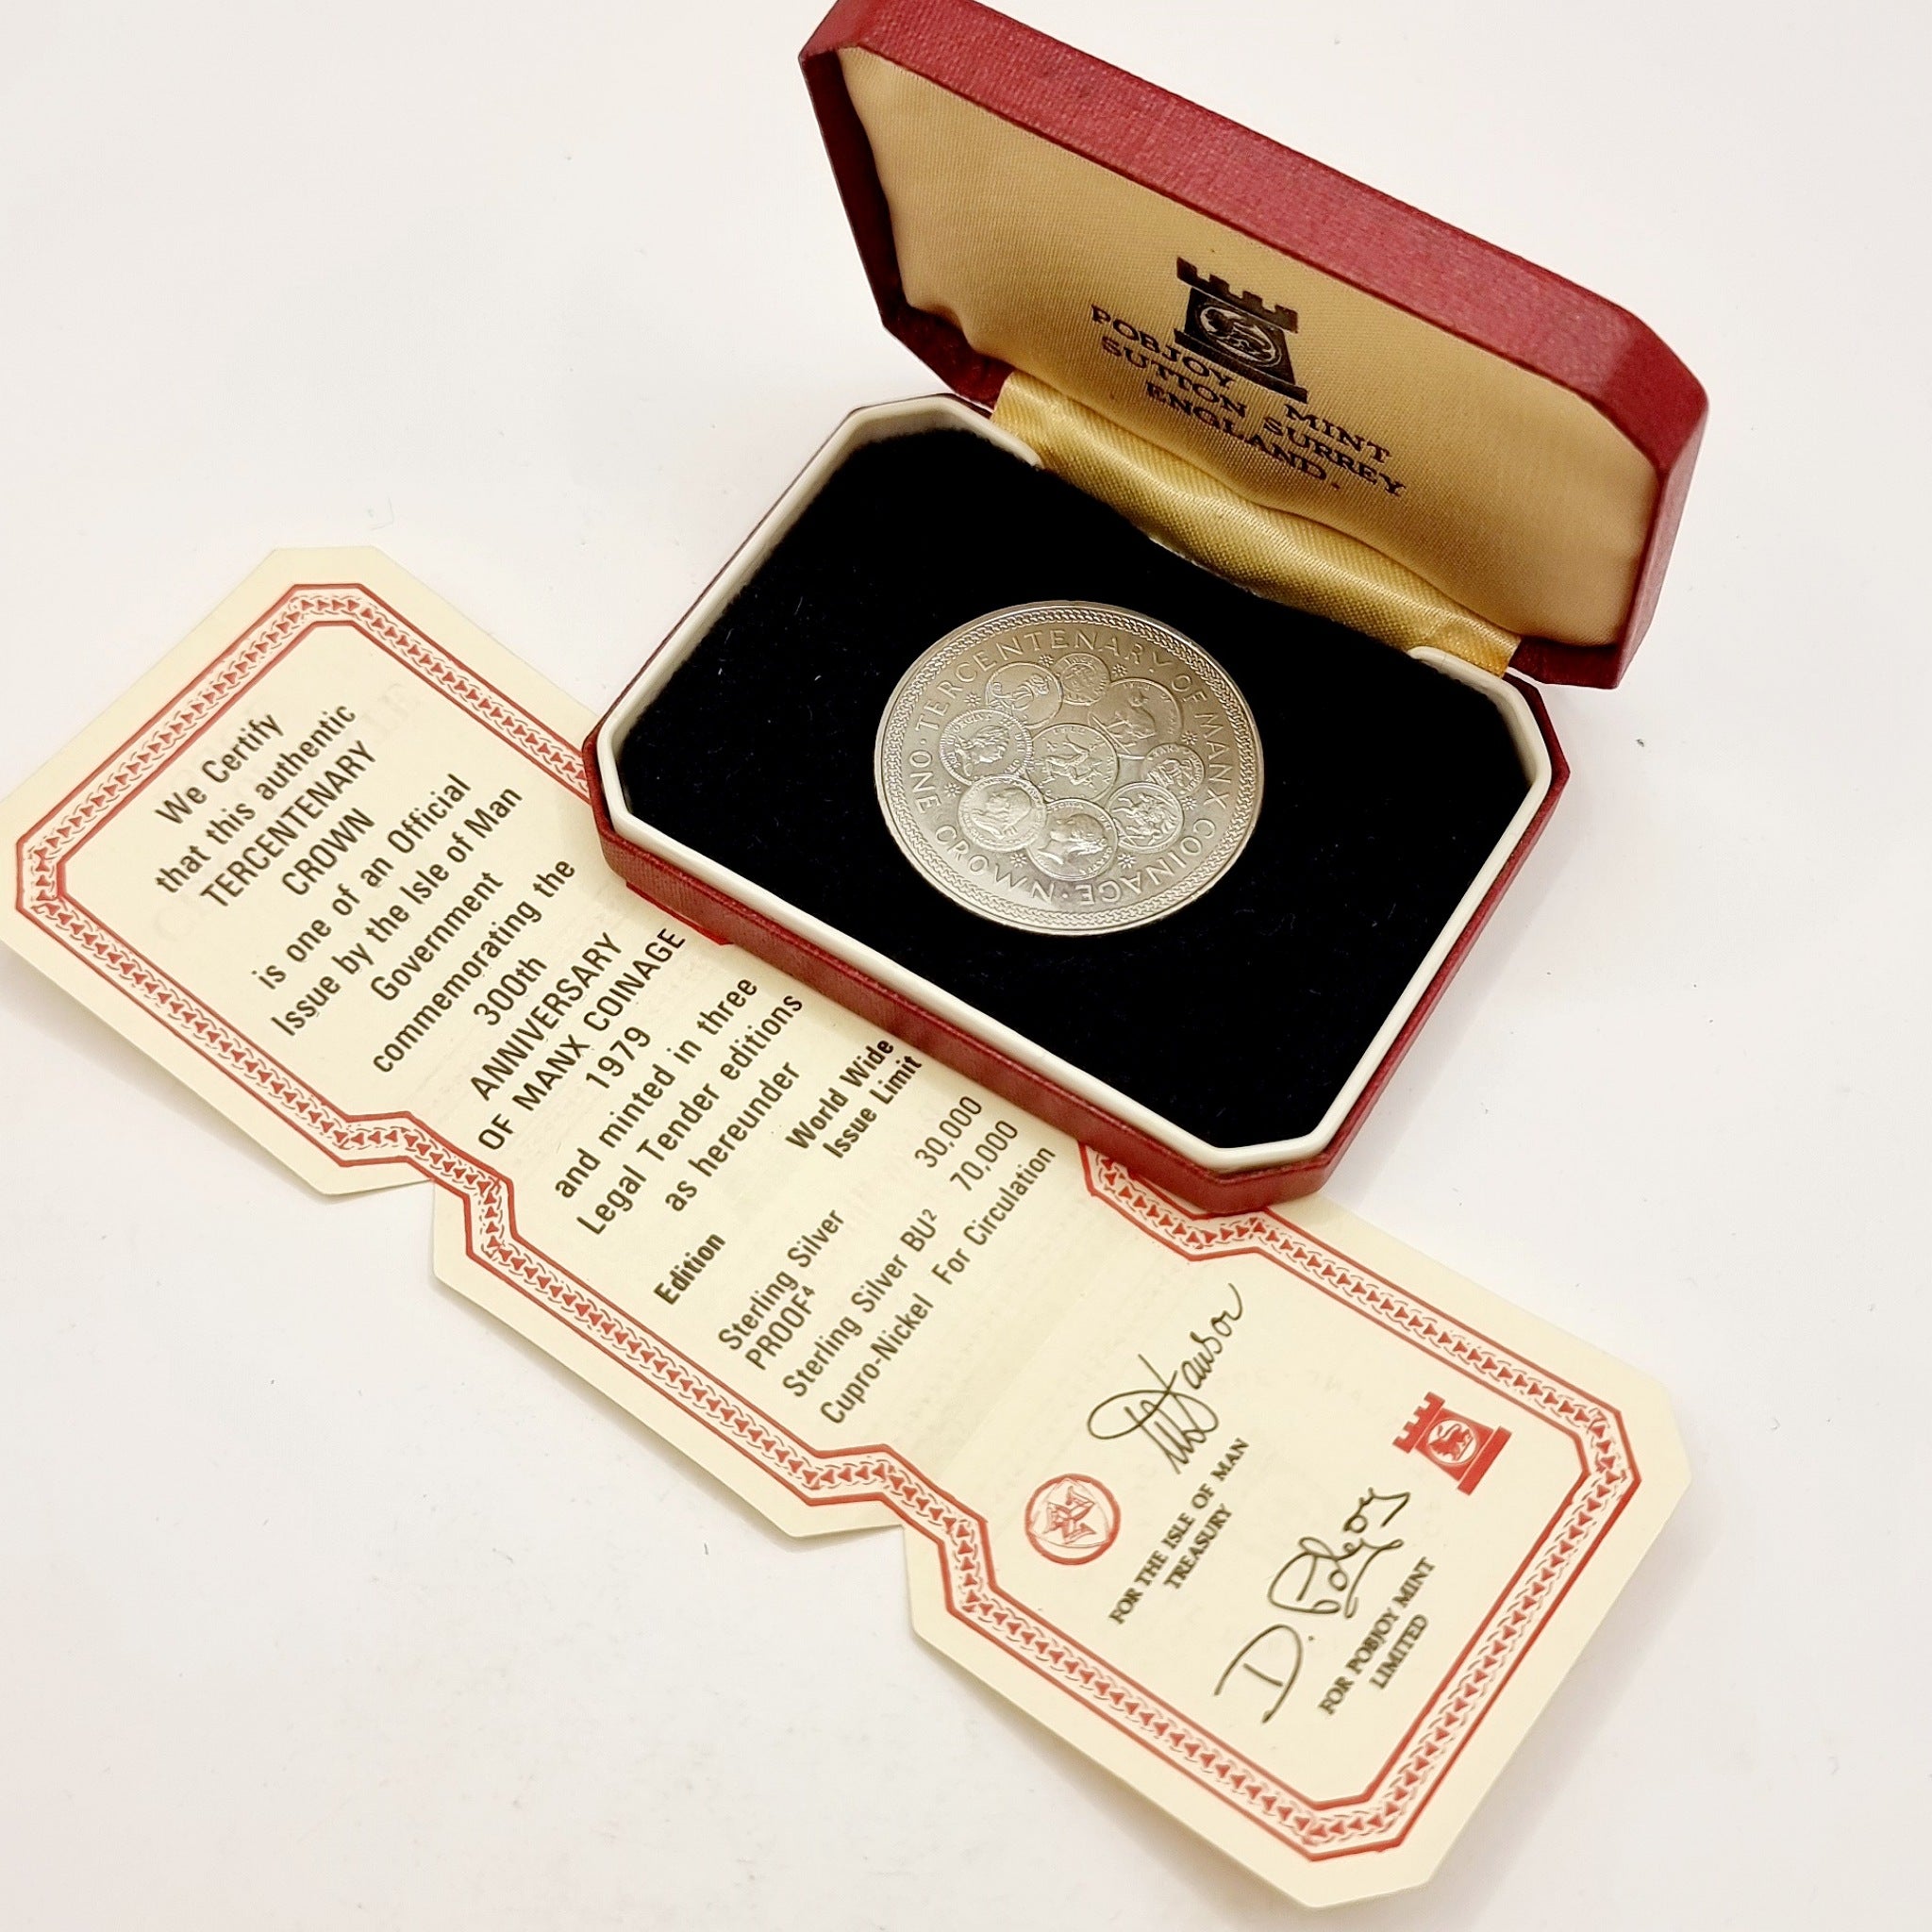 POBJOY MINT
SUTTON SURREY
ENGLAND.
TERCENTENARY OF MANX COINAGE · ONE CROWN
We Certify
that this authentic
TERCENTENARY
CROWN
is one of an Official
Issue by the Isle of Man
Government
commemorating the
300th
ANNIVERSARY
OF MANX COINAGE
1979
and minted in three
Legal Tender editions
as hereunder
World Wide
Edition Issue Limit
Sterling Silver
PROOF⁴ 30,000
Sterling Silver BU² 70,000
Cupro-Nickel For Circulation
FOR THE ISLE OF MAN
TREASURY
D. Pobjoy
FOR POBJOY MINT
LIMITED